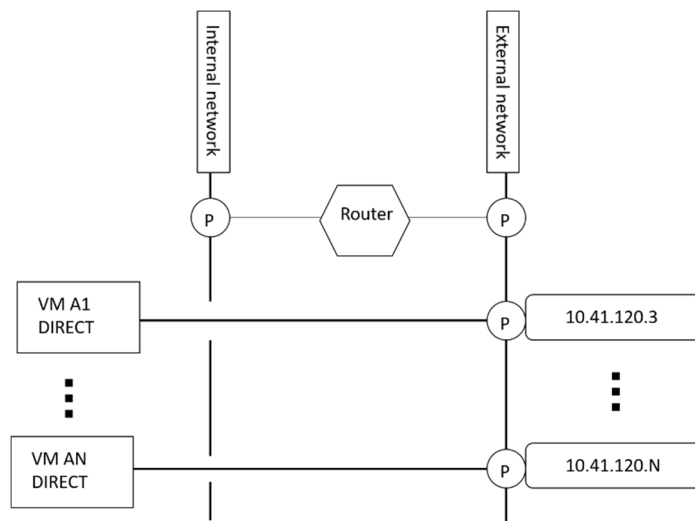 Internal network
External network
P
Router
P
VM A1
DIRECT
P
10.41.120.3
VM AN
DIRECT
P
10.41.120.N